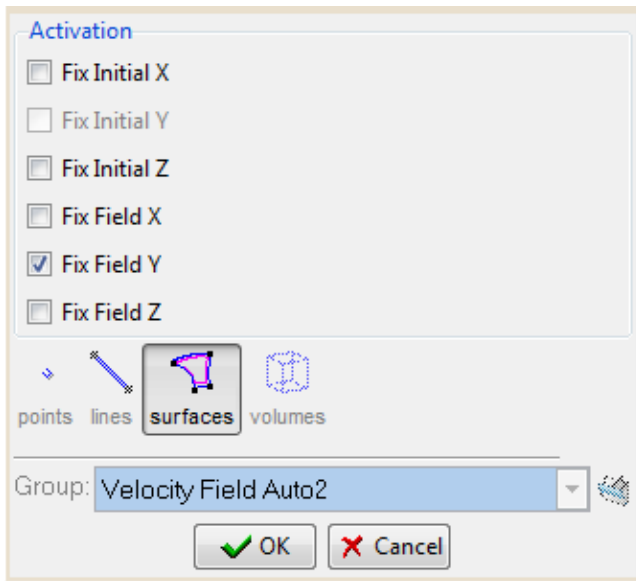 Activation
Fix Initial X
Fix Initial Y
Fix Initial Z
Fix Field X
Fix Field Y
Fix Field Z
points lines surfaces volumes
Group: Velocity Field Auto2
OK Cancel